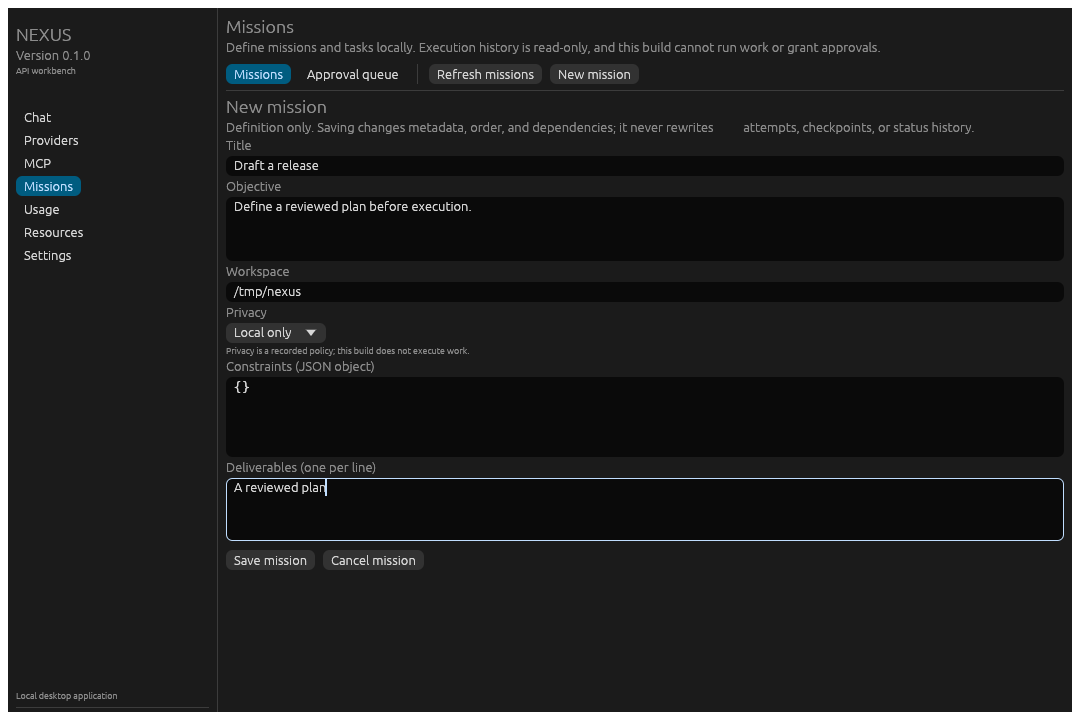 NEXUS
Version 0.1.0
API workbench
Chat
Providers
MCP
Missions
Usage
Resources
Settings
Local desktop application
Missions
Define missions and tasks locally. Execution history is read-only, and this build cannot run work or grant approvals.
Missions Approval queue Refresh missions New mission
New mission
Definition only. Saving changes metadata, order, and dependencies; it never rewrites attempts, checkpoints, or status history.
Title
Draft a release
Objective
Define a reviewed plan before execution.
Workspace
/tmp/nexus
Privacy
Local only
Privacy is a recorded policy; this build does not execute work.
Constraints (JSON object)
{}
Deliverables (one per line)
A reviewed plan
Save mission Cancel mission